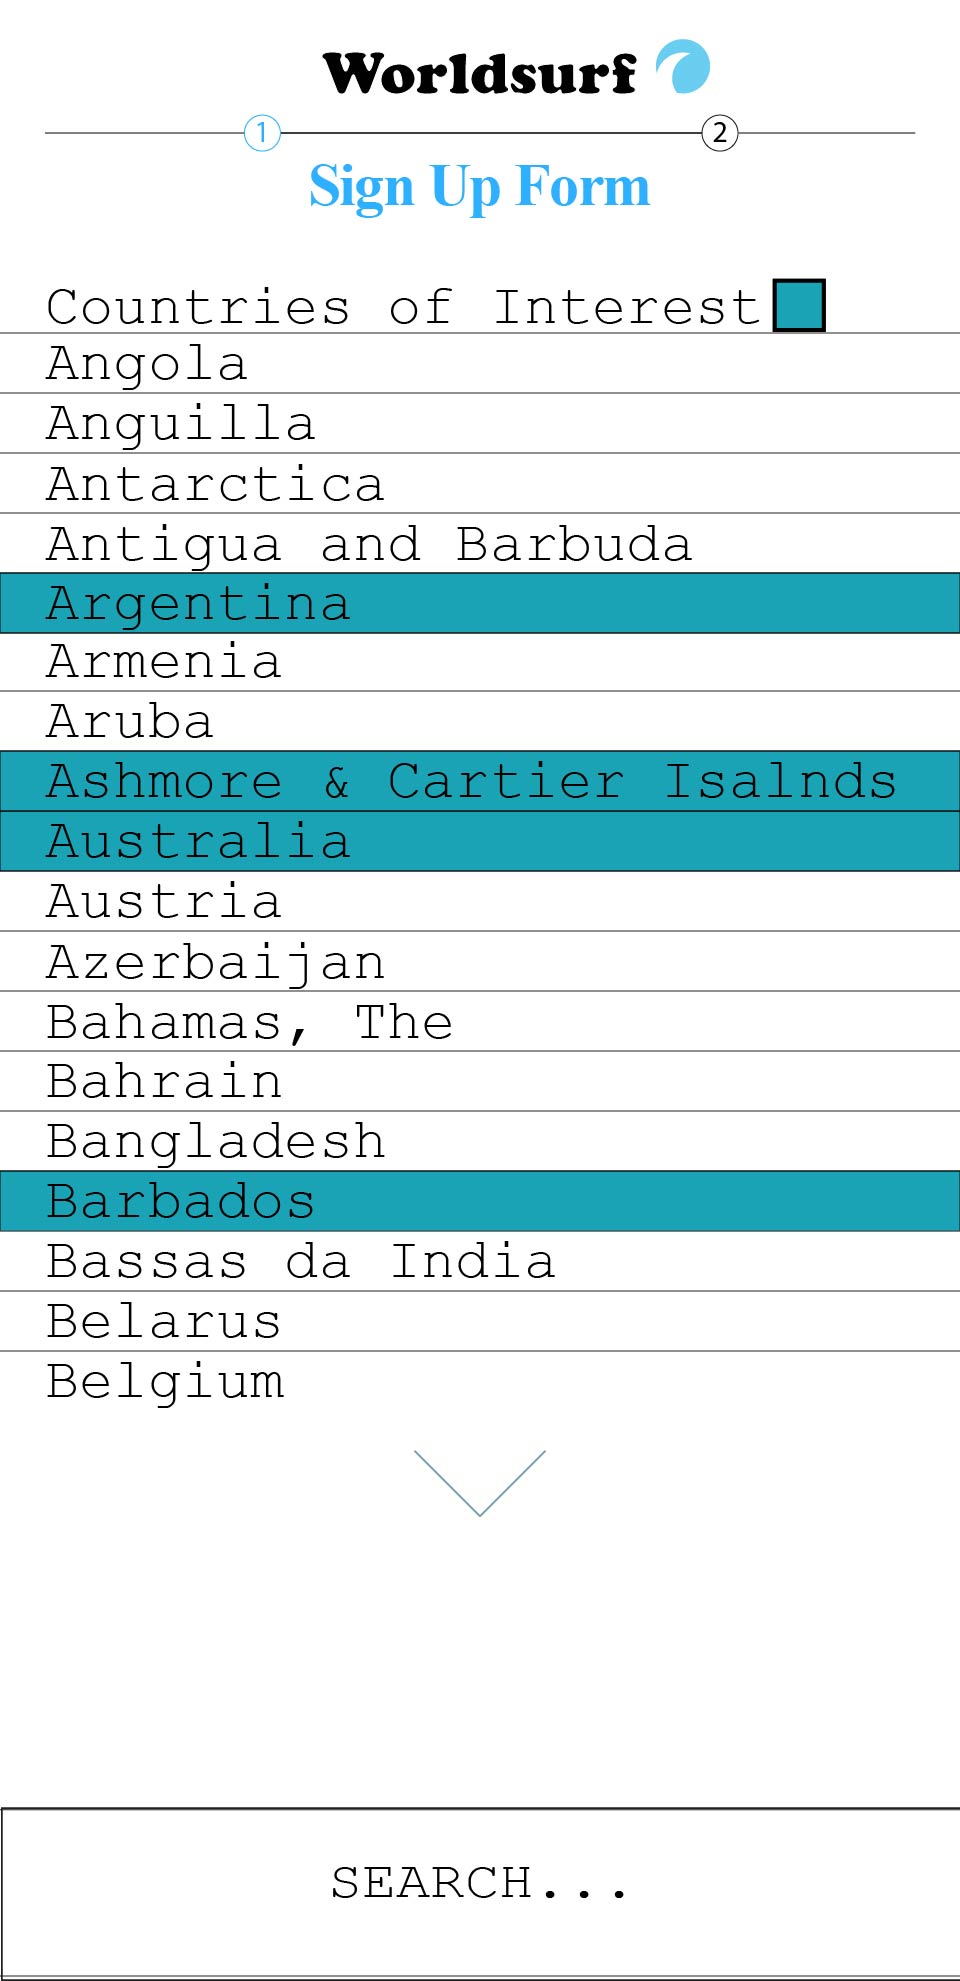 Worldsurf
1 2
Sign Up Form
Countries of Interest
Angola
Anguilla
Antarctica
Antigua and Barbuda
Argentina
Armenia
Aruba
Ashmore & Cartier Isalnds
Australia
Austria
Azerbaijan
Bahamas, The
Bahrain
Bangladesh
Barbados
Bassas da India
Belarus
Belgium
SEARCH...